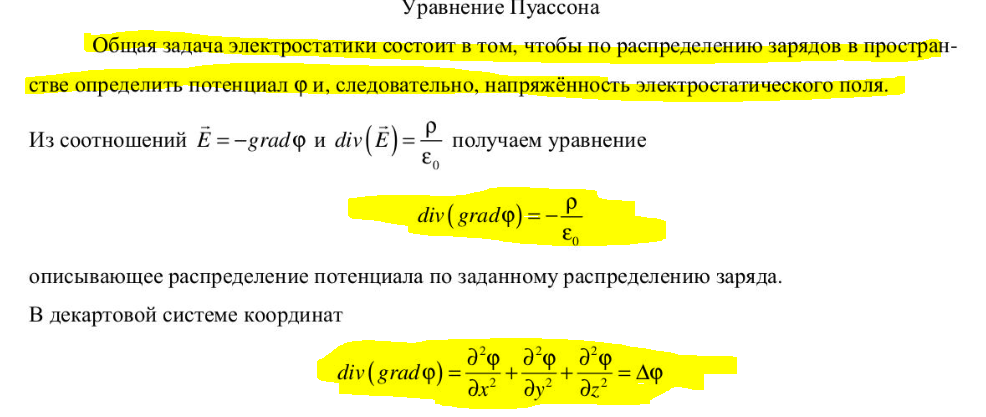 Уравнение Пуассона
Общая задача электростатики состоит в том, чтобы по распределению зарядов в простран-
стве определить потенциал φ и, следовательно, напряжённость электростатического поля.
Из соотношений $\vec{E} = -grad\,\varphi$ и $div\left(\vec{E}\right) = \frac{\rho}{\varepsilon_0}$ получаем уравнение
$div\left(grad\,\varphi\right) = -\frac{\rho}{\varepsilon_0}$
описывающее распределение потенциала по заданному распределению заряда.
В декартовой системе координат
$div\left(grad\,\varphi\right) = \frac{\partial^2\varphi}{\partial x^2} + \frac{\partial^2\varphi}{\partial y^2} + \frac{\partial^2\varphi}{\partial z^2} = \Delta\varphi$